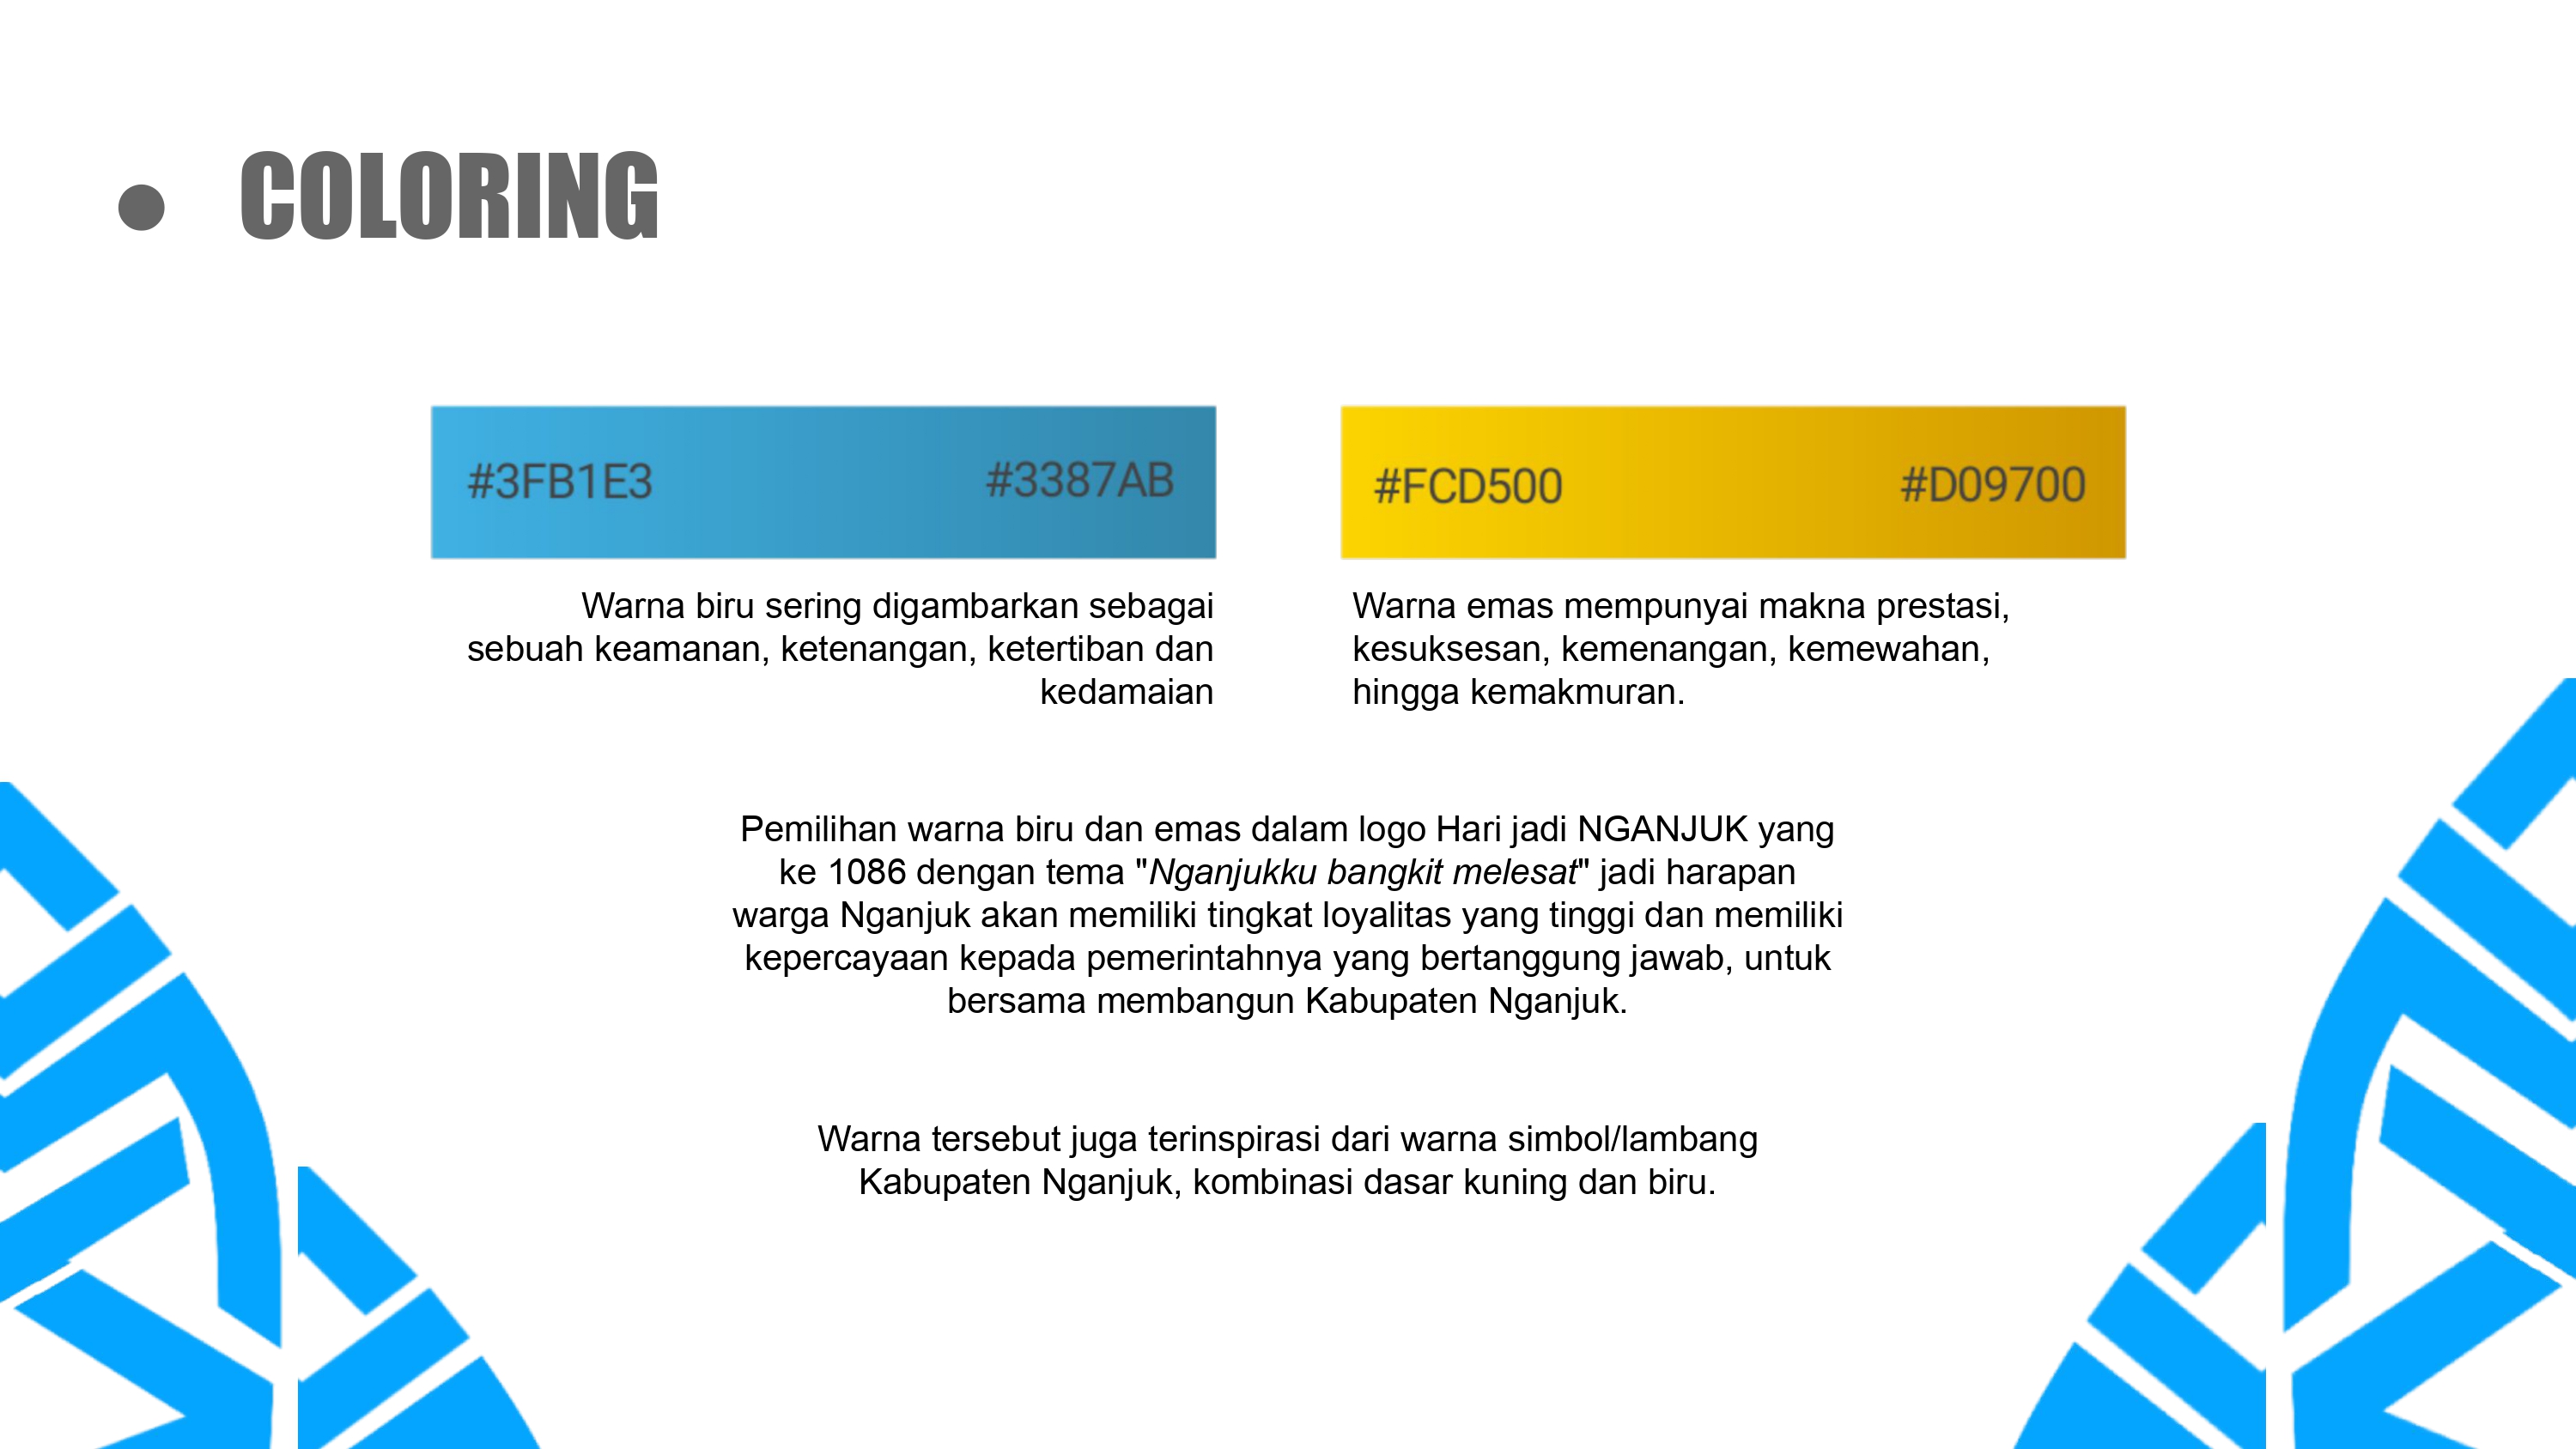 ● COLORING
#3FB1E3
#3387AB
Warna biru sering digambarkan sebagai
sebuah keamanan, ketenangan, ketertiban dan
kedamaian
#FCD500
#D09700
Warna emas mempunyai makna prestasi,
kesuksesan, kemenangan, kemewahan,
hingga kemakmuran.
Pemilihan warna biru dan emas dalam logo Hari jadi NGANJUK yang
ke 1086 dengan tema "Nganjukku bangkit melesat" jadi harapan
warga Nganjuk akan memiliki tingkat loyalitas yang tinggi dan memiliki
kepercayaan kepada pemerintahnya yang bertanggung jawab, untuk
bersama membangun Kabupaten Nganjuk.
Warna tersebut juga terinspirasi dari warna simbol/lambang
Kabupaten Nganjuk, kombinasi dasar kuning dan biru.